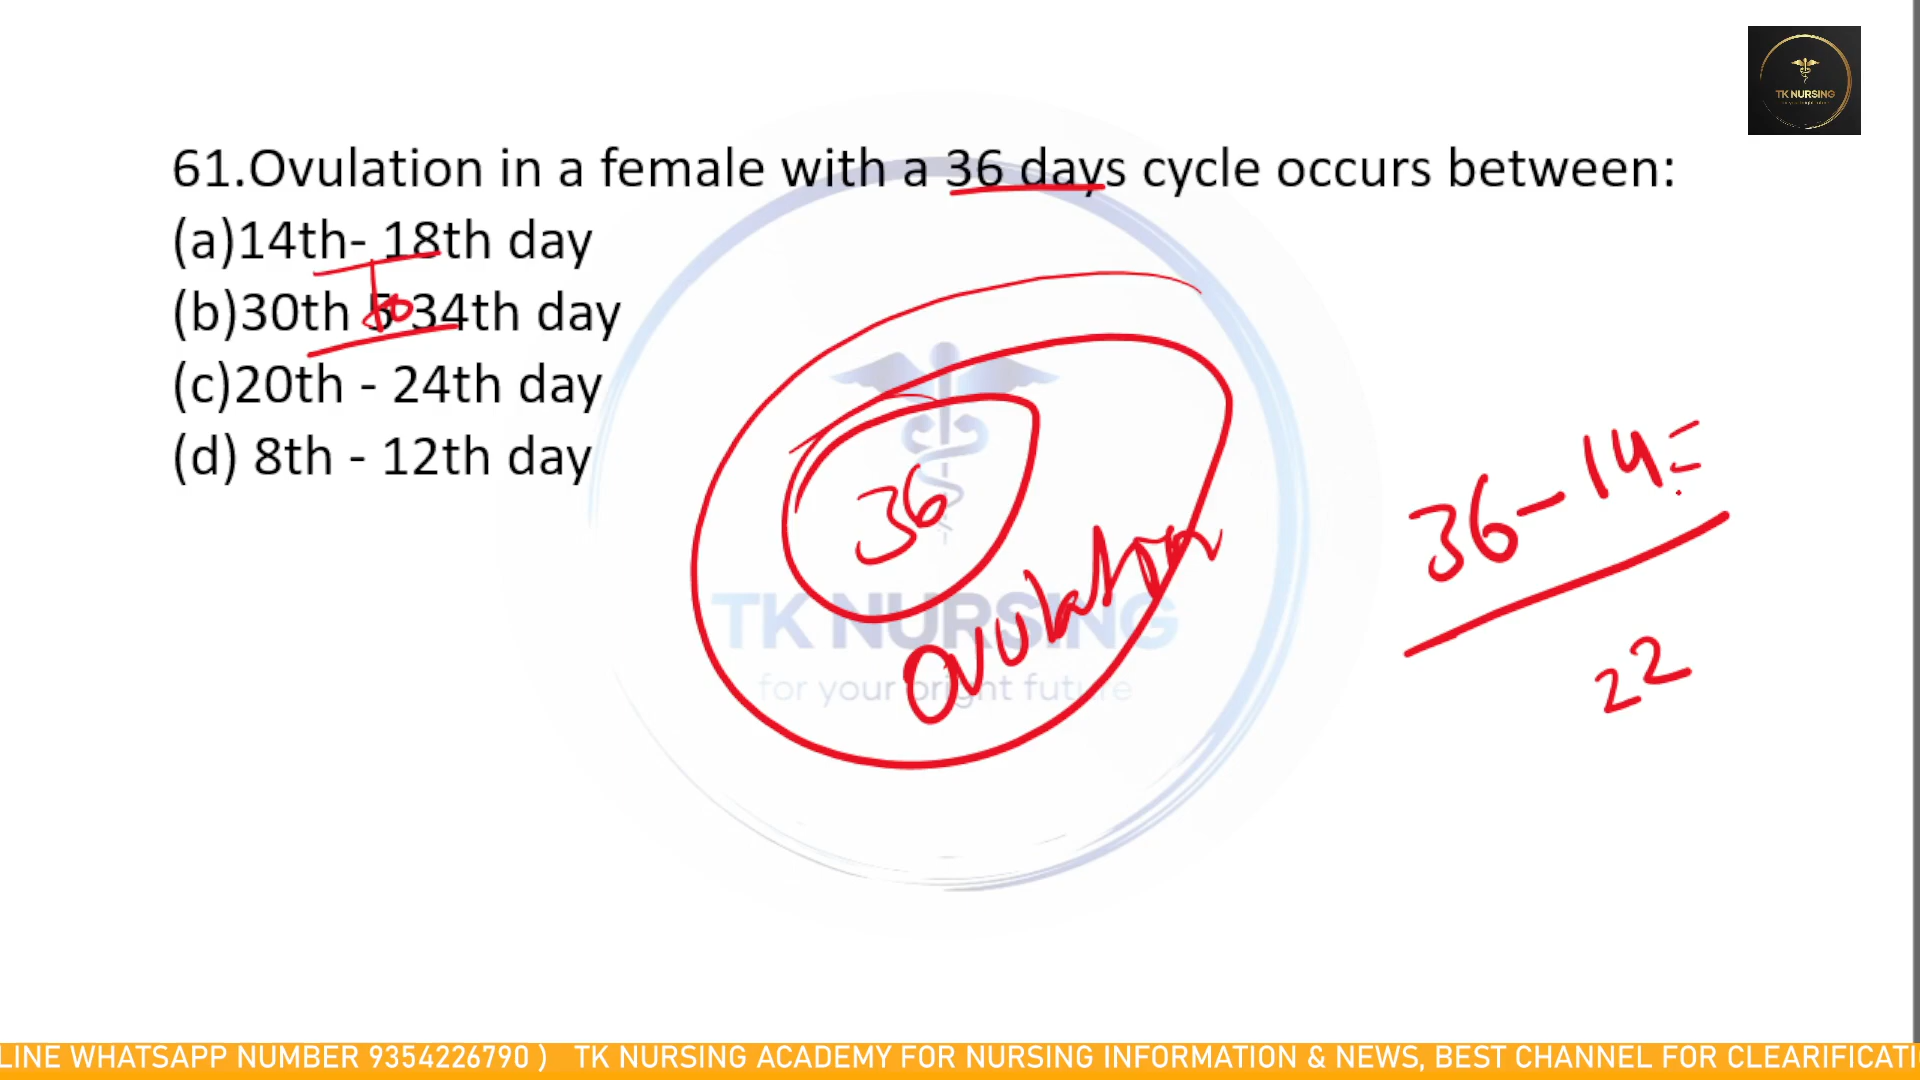 TK NURSING
61.Ovulation in a female with a 36 days cycle occurs between:
(a)14th- 18th day
(b)30th to 34th day
(c)20th - 24th day
(d) 8th - 12th day
36
ovulation
36-14=
22
TK NURSING
for your bright future
LINE WHATSAPP NUMBER 9354226790 ) TK NURSING ACADEMY FOR NURSING INFORMATION & NEWS, BEST CHANNEL FOR CLEARIFICATI